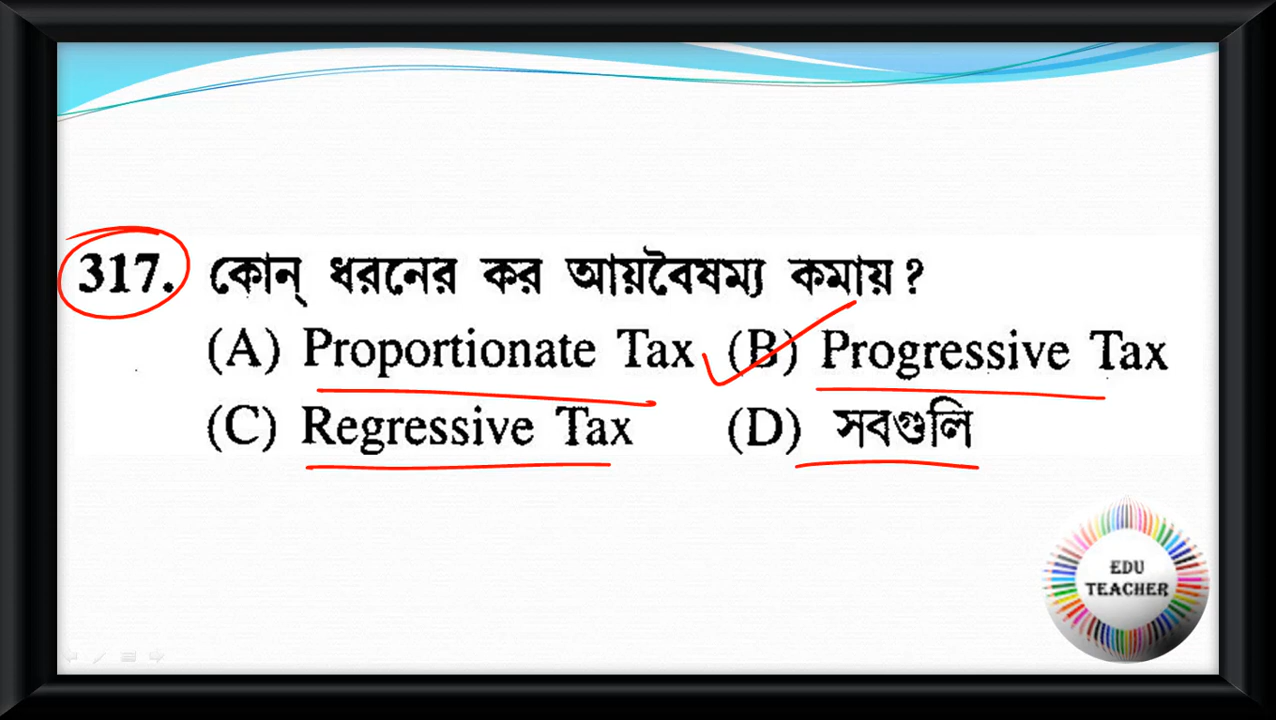 317. কোন্ ধরনের কর আয়বৈষম্য কমায় ?
(A) Proportionate Tax (B) Progressive Tax
(C) Regressive Tax (D) সবগুলি
EDU
TEACHER